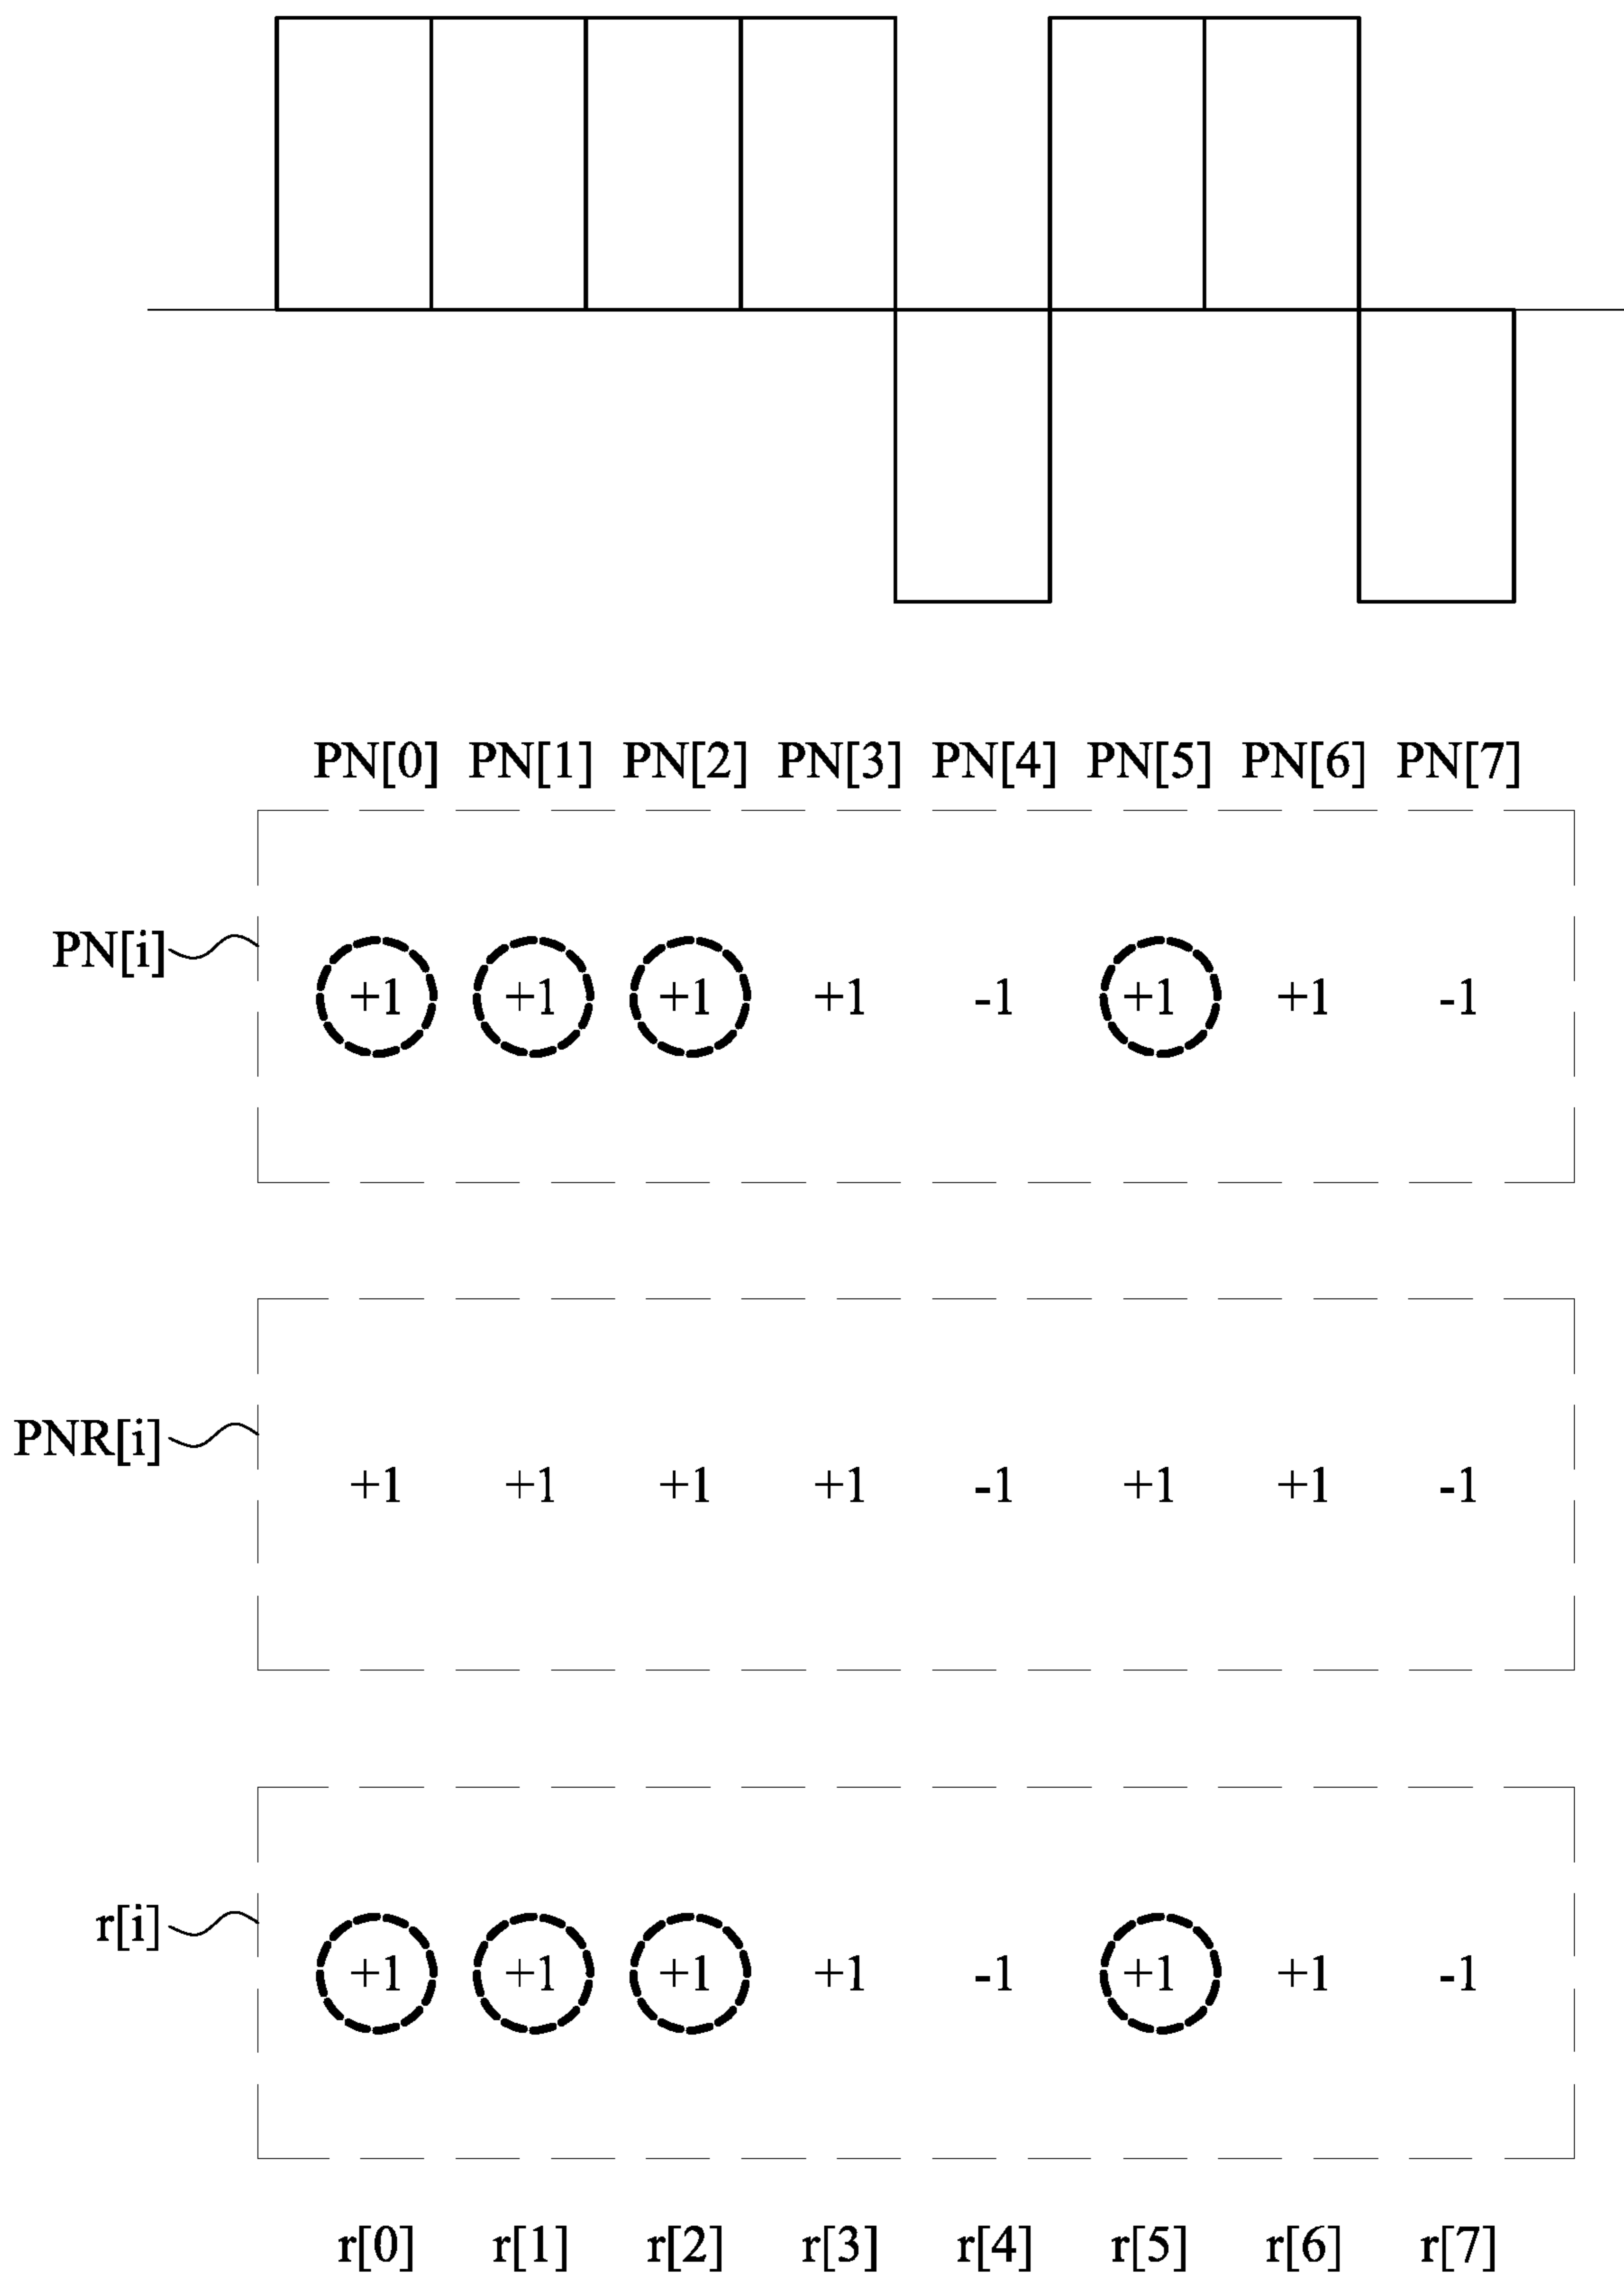 PN[0] PN[1] PN[2] PN[3] PN[4] PN[5] PN[6] PN[7]
PN[i]
+1 +1 +1 +1 -1 +1 +1 -1
PNR[i]
+1 +1 +1 +1 -1 +1 +1 -1
r[i]
+1 +1 +1 +1 -1 +1 +1 -1
r[0] r[1] r[2] r[3] r[4] r[5] r[6] r[7]